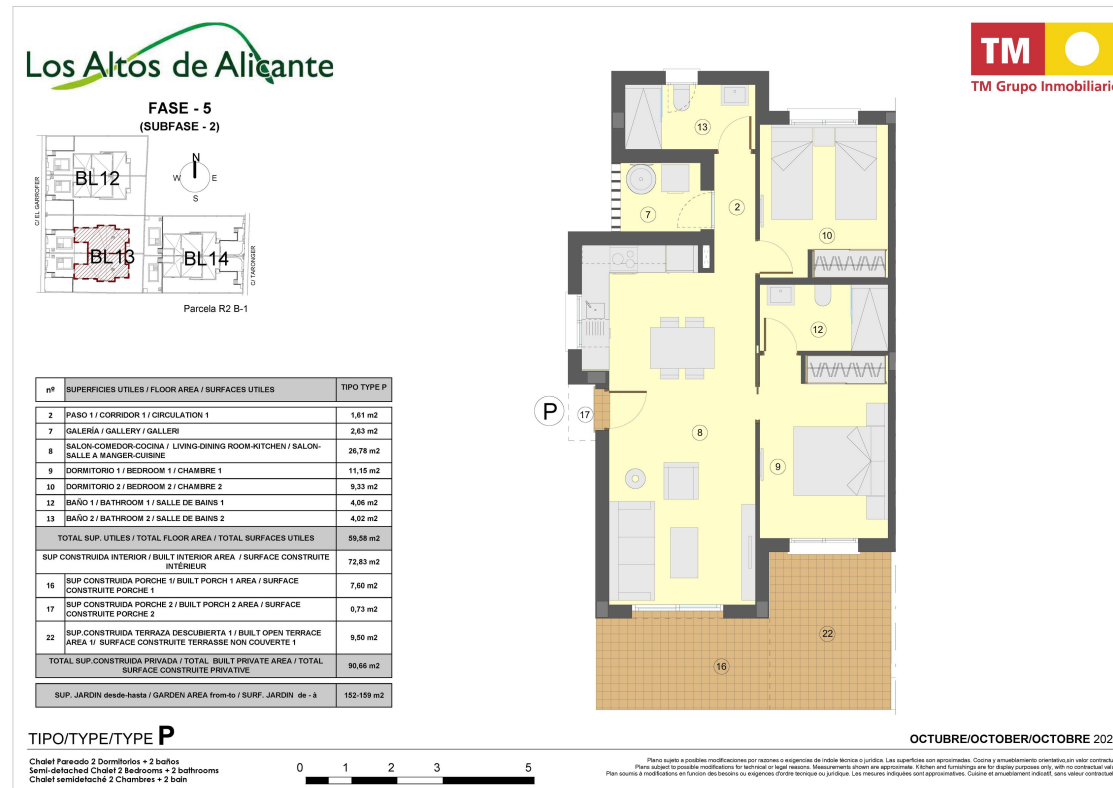 Los Altos de Alicante
TM
TM Grupo Inmobiliario
FASE - 5
(SUBFASE - 2)
N
W E
S
BL12
BL13
BL14
C/ EL GARROFER
C/ TARONGER
Parcela R2 B-1
nº SUPERFICIES UTILES / FLOOR AREA / SURFACES UTILES TIPO TYPE P
2 PASO 1 / CORRIDOR 1 / CIRCULATION 1 1,61 m2
7 GALERÍA / GALLERY / GALLERI 2,63 m2
8 SALON-COMEDOR-COCINA / LIVING-DINING ROOM-KITCHEN / SALON-
SALLE A MANGER-CUISINE 26,78 m2
9 DORMITORIO 1 / BEDROOM 1 / CHAMBRE 1 11,15 m2
10 DORMITORIO 2 / BEDROOM 2 / CHAMBRE 2 9,33 m2
12 BAÑO 1 / BATHROOM 1 / SALLE DE BAINS 1 4,06 m2
13 BAÑO 2 / BATHROOM 2 / SALLE DE BAINS 2 4,02 m2
TOTAL SUP. UTILES / TOTAL FLOOR AREA / TOTAL SURFACES UTILES 59,58 m2
SUP CONSTRUIDA INTERIOR / BUILT INTERIOR AREA / SURFACE CONSTRUITE
INTÉRIEUR 72,83 m2
16 SUP CONSTRUIDA PORCHE 1/ BUILT PORCH 1 AREA / SURFACE
CONSTRUITE PORCHE 1 7,60 m2
17 SUP CONSTRUIDA PORCHE 2 / BUILT PORCH 2 AREA / SURFACE
CONSTRUITE PORCHE 2 0,73 m2
22 SUP.CONSTRUIDA TERRAZA DESCUBIERTA 1 / BUILT OPEN TERRACE
AREA 1/ SURFACE CONSTRUITE TERRASSE NON COUVERTE 1 9,50 m2
TOTAL SUP.CONSTRUIDA PRIVADA / TOTAL BUILT PRIVATE AREA / TOTAL
SURFACE CONSTRUITE PRIVATIVE 90,66 m2
SUP. JARDIN desde-hasta / GARDEN AREA from-to / SURF. JARDIN de - à 152-159 m2
13
7
2
10
12
P
17
8
9
16
22
TIPO/TYPE/TYPE P
OCTUBRE/OCTOBER/OCTOBRE 202
Chalet Pareado 2 Dormitorios + 2 baños
Semi-detached Chalet 2 Bedrooms + 2 bathrooms
Chalet semidetaché 2 Chambres + 2 bain
0 1 2 3 5
Plano sujeto a posibles modificaciones por razones o exigencias de indole técnica o jurídica. Las superficies son aproximadas. Cocina y amueblamiento orientativo,sin valor contractu
Plans subject to possible modifications for technical or legal reasons. Measurements shown are approximate. Kitchen and furnishings are for display purposes only, with no contractual valu
Plan soumis à modifications en function des besoins ou exigences d'ordre technique ou juridique. Les mesures indiquées sont approximatives. Cuisine et ameublement indicatif, sans valeur contractuel